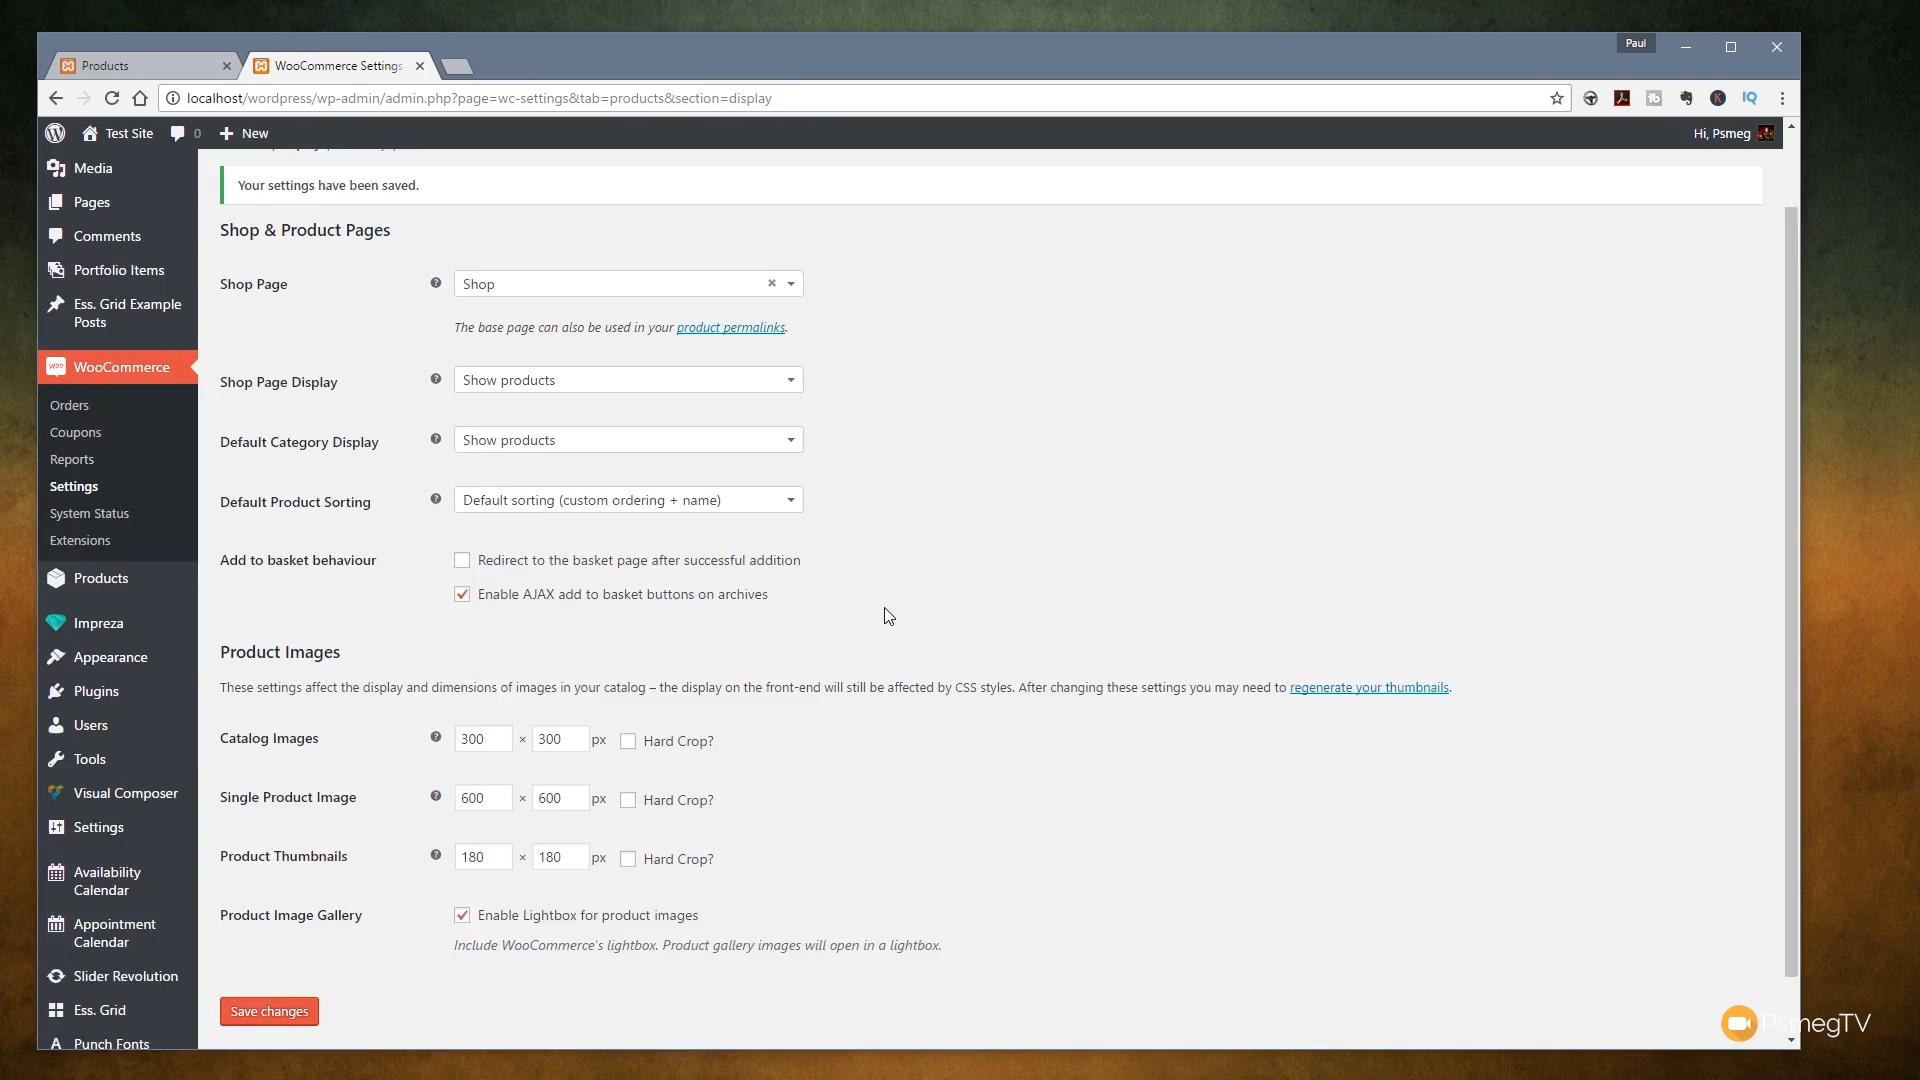 Paul
Products
WooCommerce Settings
localhost/wordpress/wp-admin/admin.php?page=wc-settings&tab=products&section=display
IQ
Test Site
0
New
Hi, Psmeg
Media
Pages
Comments
Portfolio Items
Ess. Grid Example
Posts
WooCommerce
Orders
Coupons
Reports
Settings
System Status
Extensions
Products
Impreza
Appearance
Plugins
Users
Tools
Visual Composer
Settings
Availability
Calendar
Appointment
Calendar
Slider Revolution
Ess. Grid
Punch Fonts
Your settings have been saved.
Shop & Product Pages
Shop Page
Shop
The base page can also be used in your product permalinks.
Shop Page Display
Show products
Default Category Display
Show products
Default Product Sorting
Default sorting (custom ordering + name)
Add to basket behaviour
Redirect to the basket page after successful addition
Enable AJAX add to basket buttons on archives
Product Images
These settings affect the display and dimensions of images in your catalog – the display on the front-end will still be affected by CSS styles. After changing these settings you may need to regenerate your thumbnails.
Catalog Images
300 × 300 px Hard Crop?
Single Product Image
600 × 600 px Hard Crop?
Product Thumbnails
180 × 180 px Hard Crop?
Product Image Gallery
Enable Lightbox for product images
Include WooCommerce's lightbox. Product gallery images will open in a lightbox.
Save changes
PsmegTV